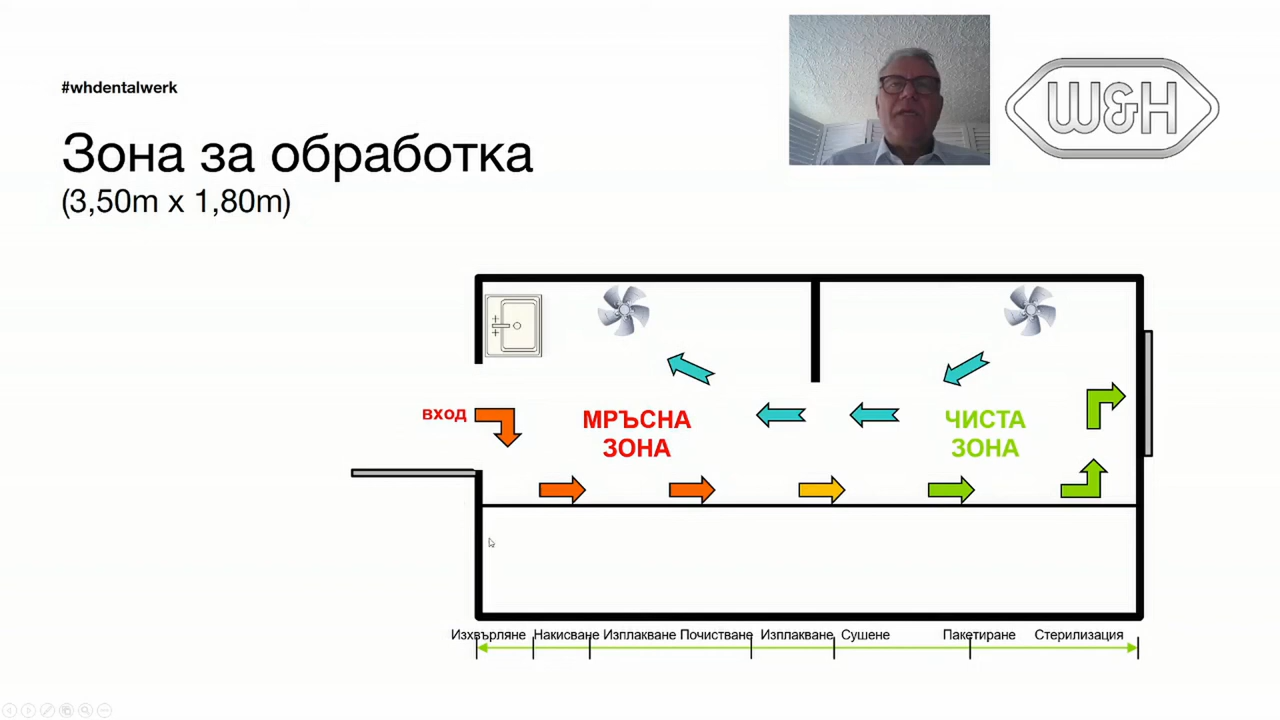 #whdentalwerk
W&H
Зона за обработка
(3,50m x 1,80m)
вход
МРЪСНА
ЗОНА
ЧИСТА
ЗОНА
Изхвърляне Накисване Изплакване Почистване Изплакване Сушене Пакетиране Стерилизация